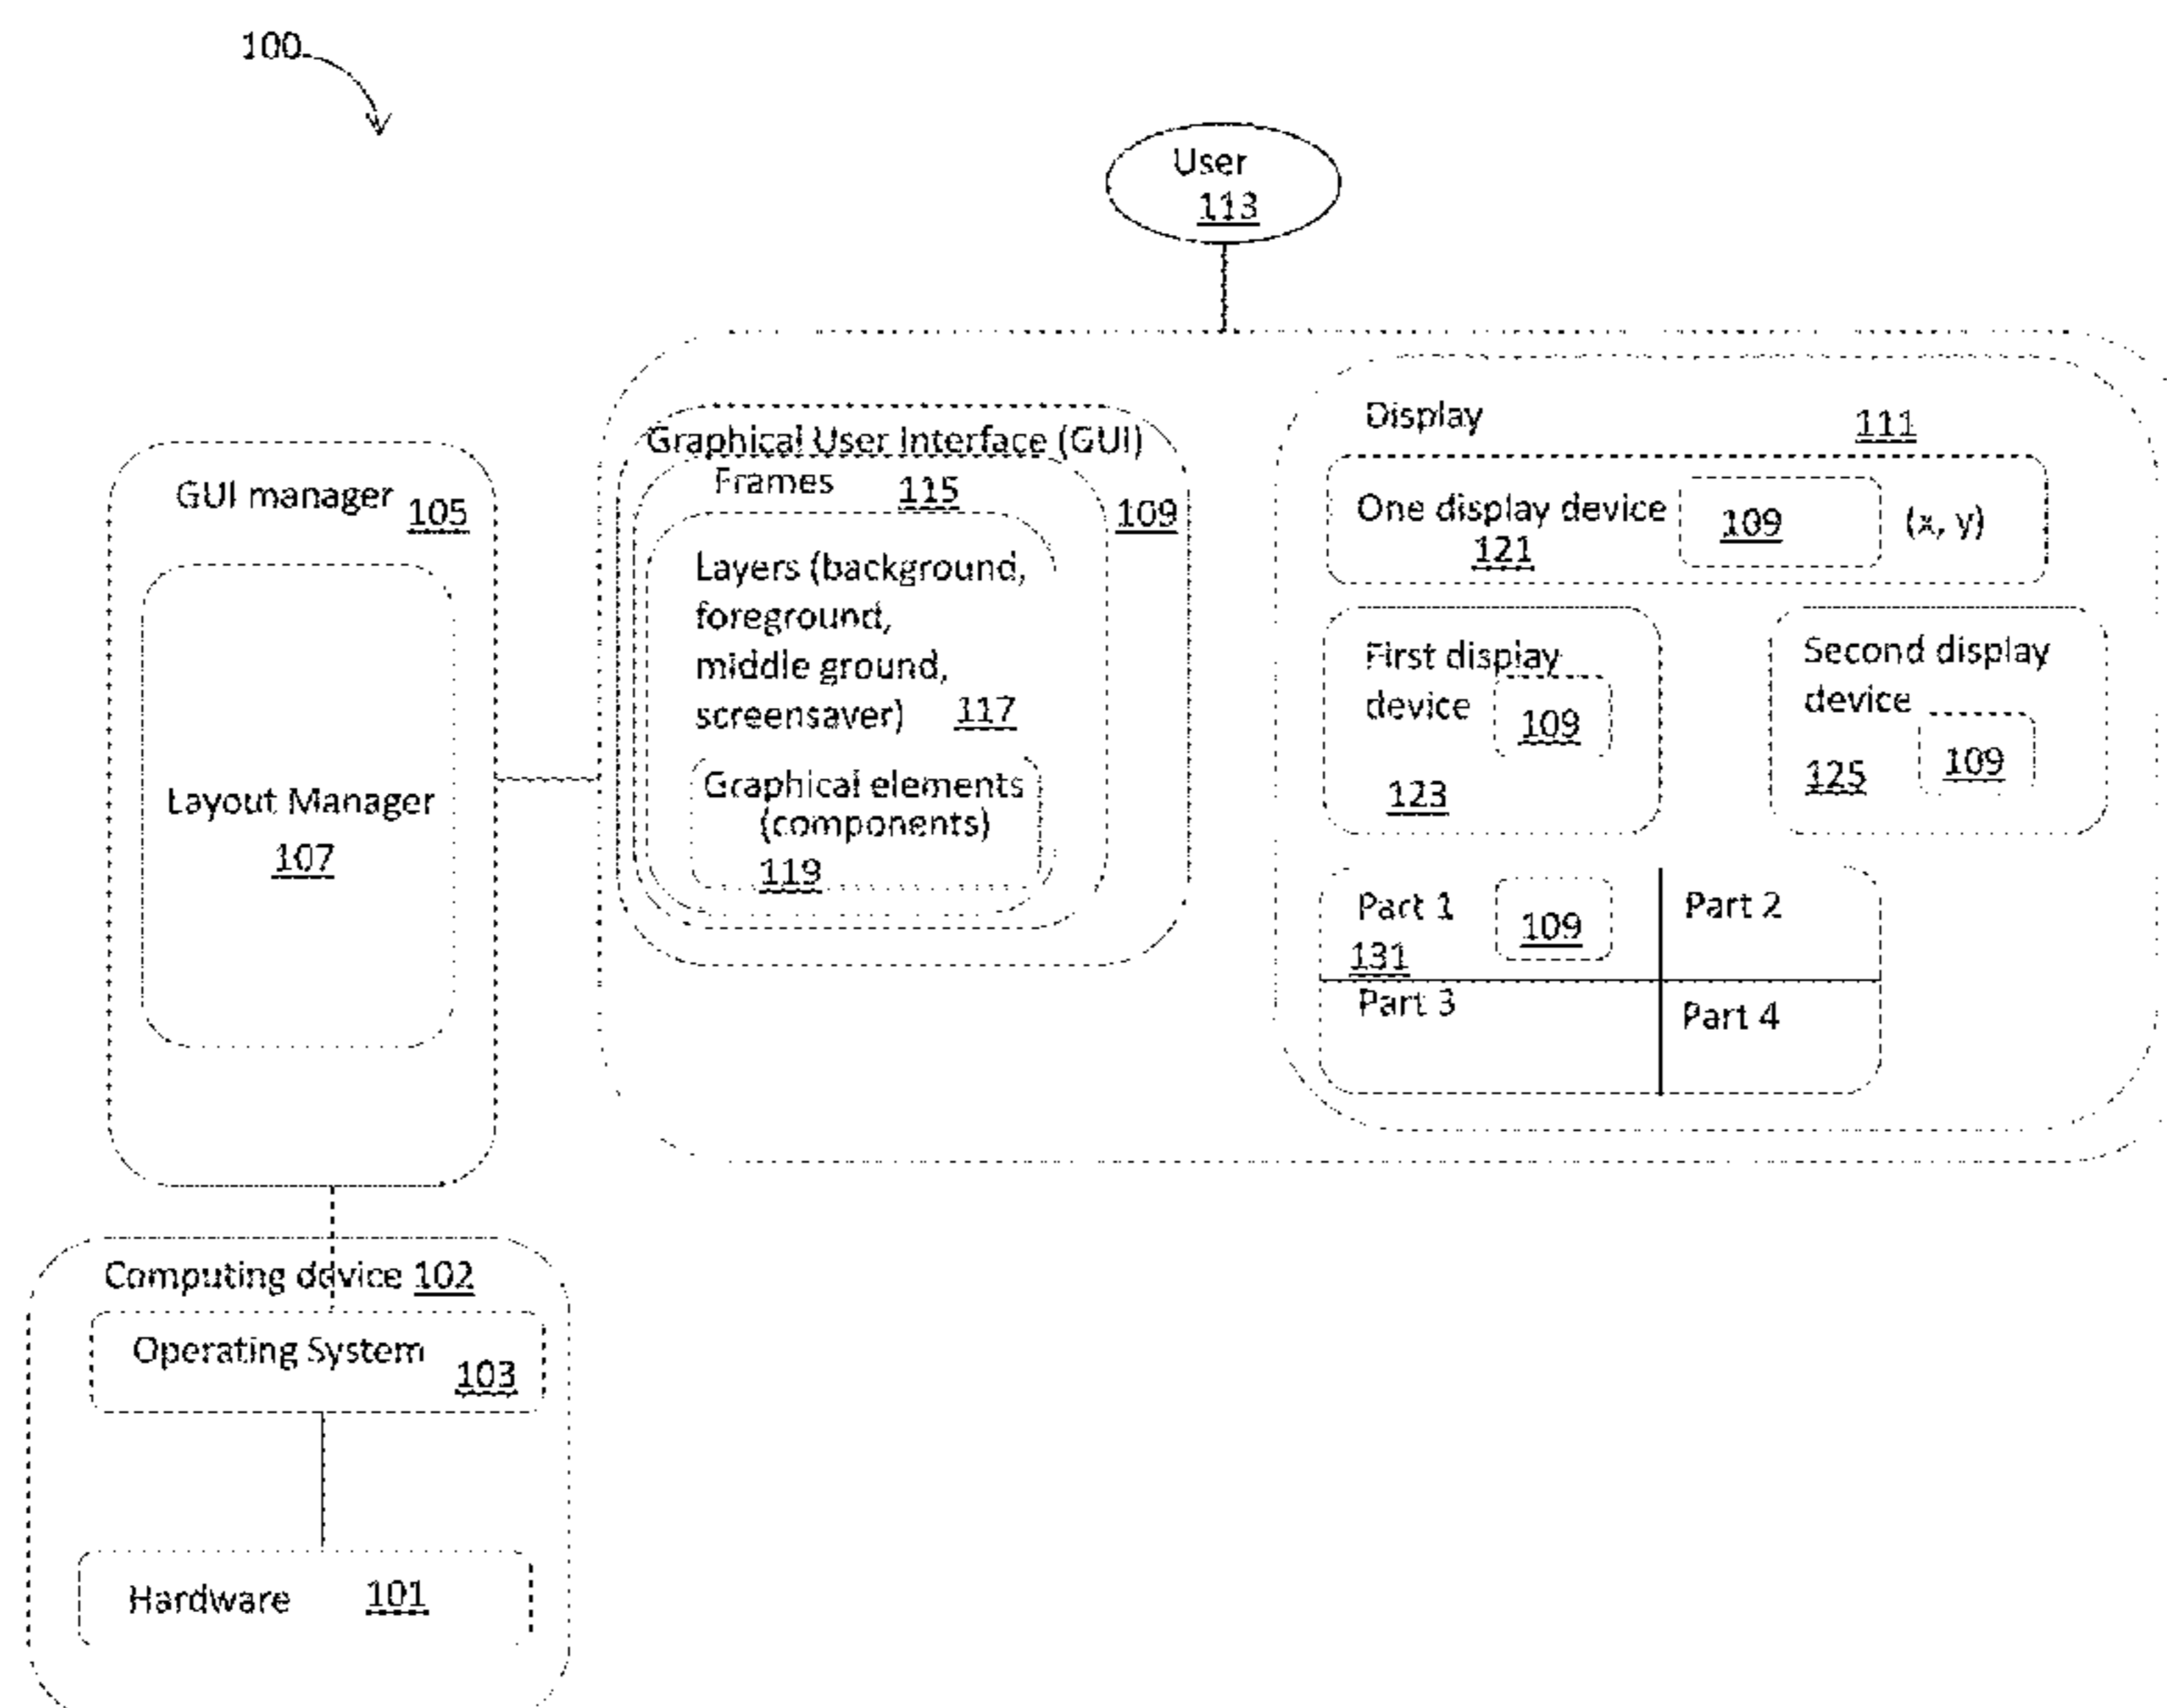 100
User
113
GUI manager
105
Layout Manager
107
Graphical User Interface (GUI)
109
Frames
115
Layers (background,
foreground,
middle ground,
screensaver)
117
Graphical elements
(components)
119
Display
111
One display device
121
109
(x, y)
First display
device
109
123
Second display
device
109
125
Part 1
109
131
Part 2
Part 3
Part 4
Computing device 102
Operating System
103
Hardware
101